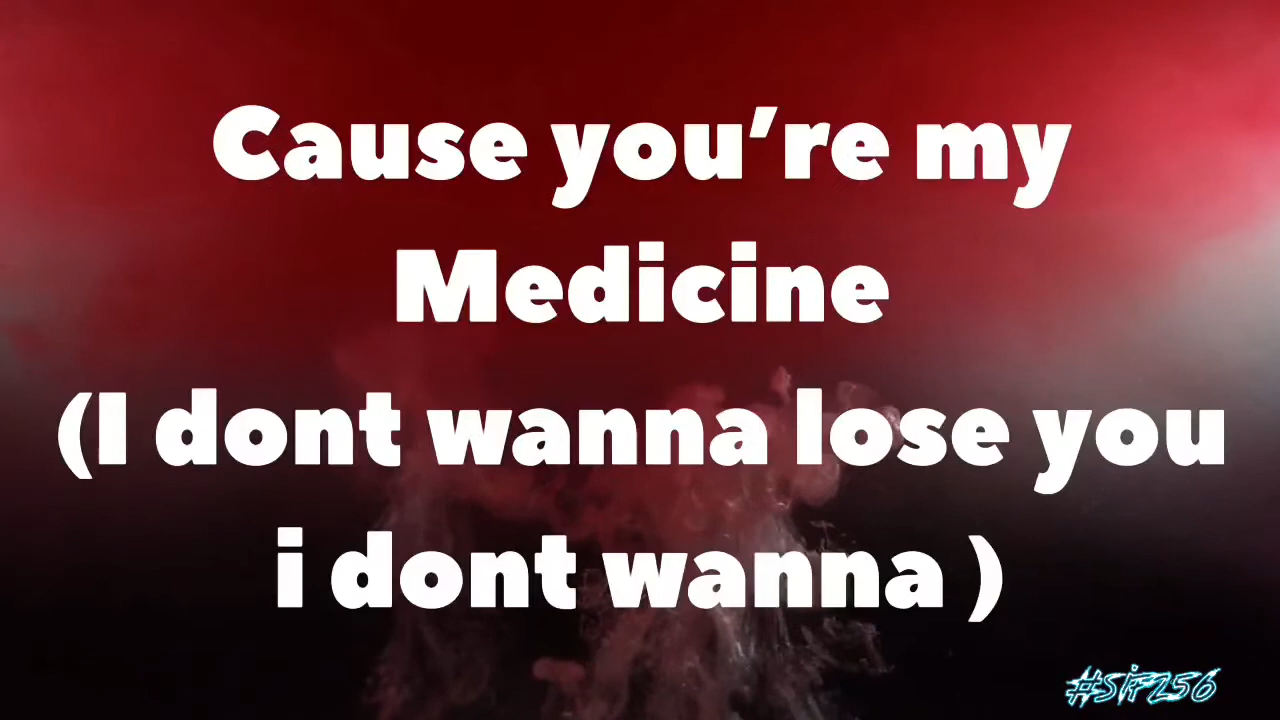 Cause you're my
Medicine
(I dont wanna lose you
i dont wanna )
#SIF256